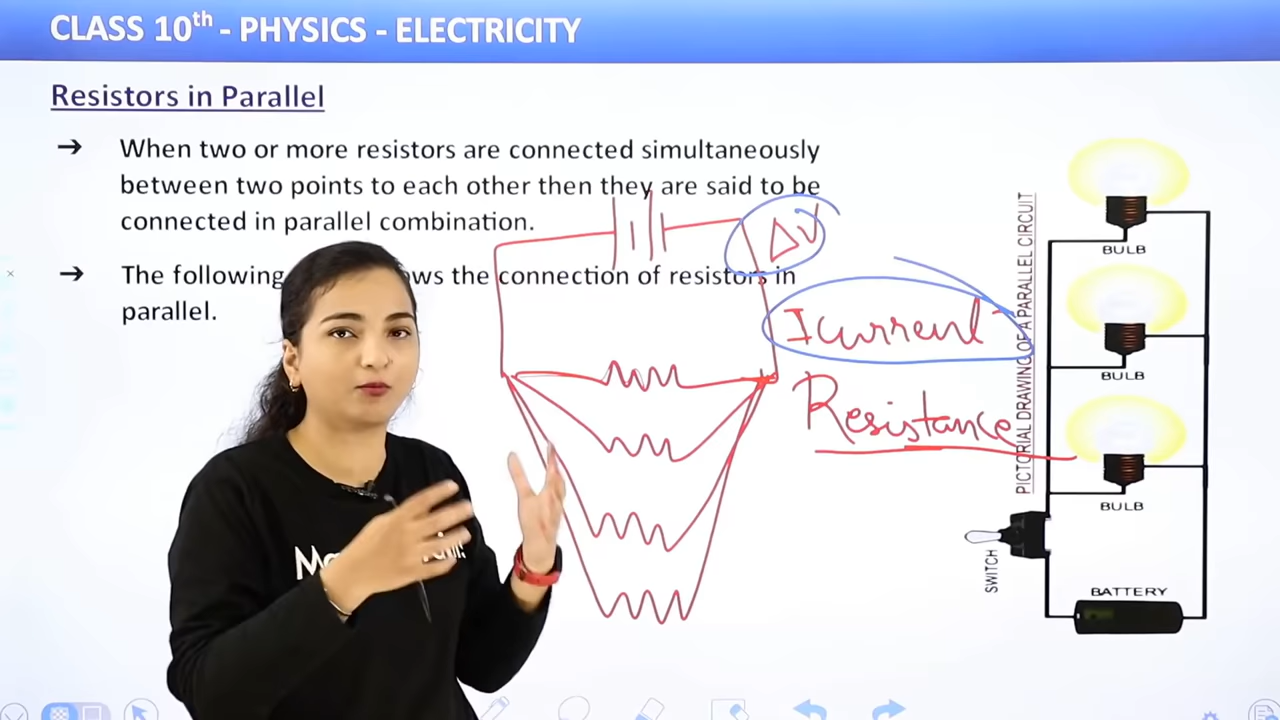 CLASS 10th - PHYSICS - ELECTRICITY
Resistors in Parallel
➔ When two or more resistors are connected simultaneously
between two points to each other then they are said to be
connected in parallel combination.
➔ The following ws the connection of resistors in
parallel.
ΔV
I current
Resistance
PICTORIAL DRAWING OF A PARALLEL CIRCUIT
BULB
BULB
BULB
SWITCH
BATTERY